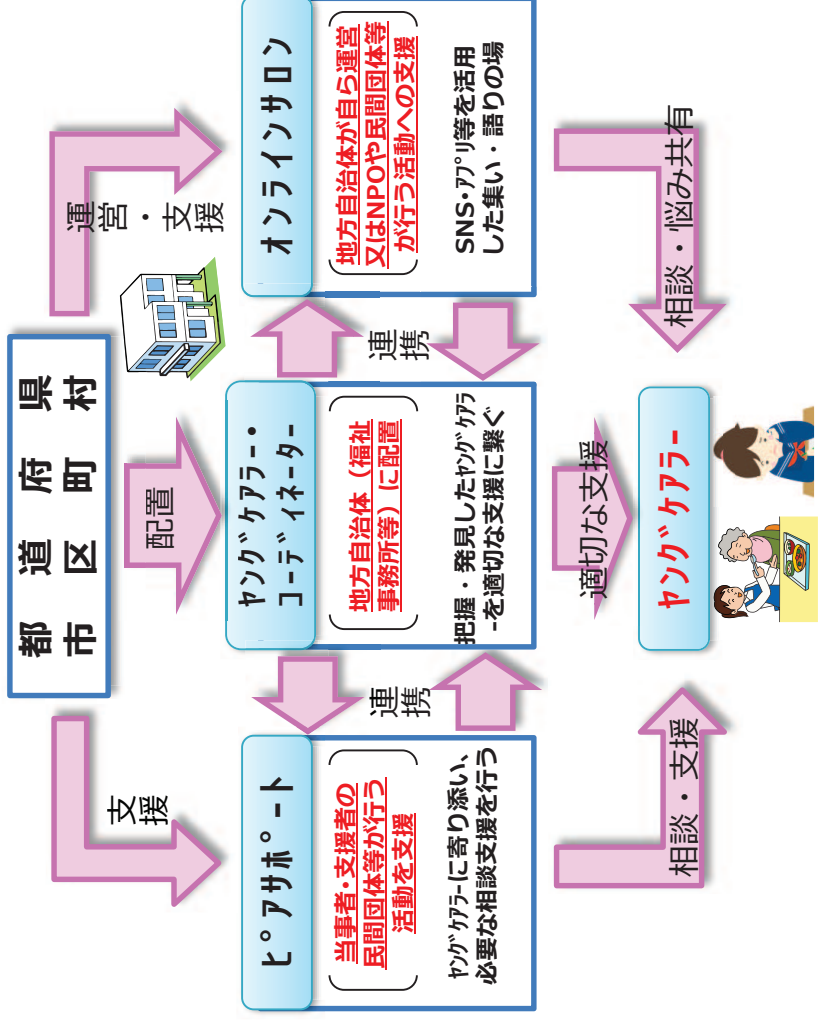 都道府県
市区町村
支援
配置
運営・支援
ピアサポート
当事者・支援者の
民間団体等が行う
活動を支援
ヤングケアラーに寄り添い、
必要な相談支援を行う
連携
ヤングケアラー・
コーディネーター
地方自治体（福祉
事務所等）に配置
把握・発見したヤングケアラ
-を適切な支援に繋ぐ
連携
オンラインサロン
地方自治体が自ら運営
又はNPOや民間団体等
が行う活動への支援
SNS・アプリ等を活用
した集い・語りの場
相談・支援
適切な支援
相談・悩み共有
ヤングケアラー